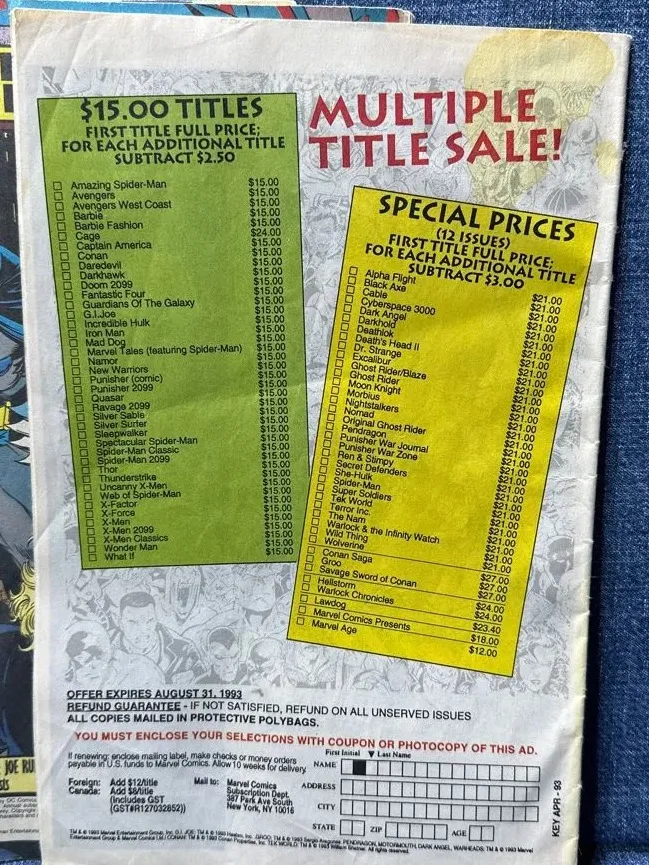 $15.00 TITLES
FIRST TITLE FULL PRICE;
FOR EACH ADDITIONAL TITLE
SUBTRACT $2.50
Amazing Spider-Man $15.00
Avengers $15.00
Avengers West Coast $15.00
Barbie $15.00
Barbie Fashion $15.00
Cage $24.00
Captain America $15.00
Conan $15.00
Daredevil $15.00
Darkhawk $15.00
Doom 2099 $15.00
Fantastic Four $15.00
Guardians Of The Galaxy $15.00
G.I.Joe $15.00
Incredible Hulk $15.00
Iron Man $15.00
Mad Dog $15.00
Marvel Tales (featuring Spider-Man) $15.00
Namor $15.00
New Warriors $15.00
Punisher (comic) $15.00
Punisher 2099 $15.00
Quasar $15.00
Ravage 2099 $15.00
Silver Sable $15.00
Silver Surfer $15.00
Sleepwalker $15.00
Spectacular Spider-Man $15.00
Spider-Man Classic $15.00
Spider-Man 2099 $15.00
Thor $15.00
Thunderstrike $15.00
Uncanny X-Men $15.00
Web of Spider-Man $15.00
X-Factor $15.00
X-Force $15.00
X-Men $15.00
X-Men 2099 $15.00
X-Men Classics $15.00
Wonder Man $15.00
What If $15.00
MULTIPLE
TITLE SALE!
SPECIAL PRICES
(12 ISSUES)
FIRST TITLE FULL PRICE;
FOR EACH ADDITIONAL TITLE
SUBTRACT $3.00
Alpha Flight $21.00
Black Axe $21.00
Cable $21.00
Cyberspace 3000 $21.00
Dark Angel $21.00
Darkhold $21.00
Deathlok $21.00
Death's Head II $21.00
Dr. Strange $21.00
Excalibur $21.00
Ghost Rider/Blaze $21.00
Ghost Rider $21.00
Moon Knight $21.00
Morbius $21.00
Nightstalkers $21.00
Nomad $21.00
Original Ghost Rider $21.00
Pendragon $21.00
Punisher War Journal $21.00
Punisher War Zone $21.00
Ren & Stimpy $21.00
Secret Defenders $21.00
She-Hulk $21.00
Spider-Man $21.00
Super Soldiers $21.00
Tek World $21.00
Terror Inc. $21.00
The Nam $21.00
Warlock & the Infinity Watch $21.00
Wild Thing $21.00
Wolverine $21.00
Conan Saga $27.00
Groo $27.00
Savage Sword of Conan $27.00
Hellstorm $24.00
Warlock Chronicles $24.00
Lawdog $23.40
Marvel Comics Presents $18.00
Marvel Age $12.00
OFFER EXPIRES AUGUST 31, 1993
REFUND GUARANTEE - IF NOT SATISFIED, REFUND ON ALL UNSERVED ISSUES
ALL COPIES MAILED IN PROTECTIVE POLYBAGS.
YOU MUST ENCLOSE YOUR SELECTIONS WITH COUPON OR PHOTOCOPY OF THIS AD.
If renewing: enclose mailing label, make checks or money orders
payable in U.S. funds to Marvel Comics. Allow 10 weeks for delivery
Foreign: Add $12/title
Canada: Add $8/title
(includes GST
(GST#R127032852))
Mail to: Marvel Comics
Subscription Dept.
387 Park Ave South
New York, NY 10016
First Initial ▼ Last Name
NAME
ADDRESS
CITY
STATE ZIP AGE
KEY APR - 93
JOE RU